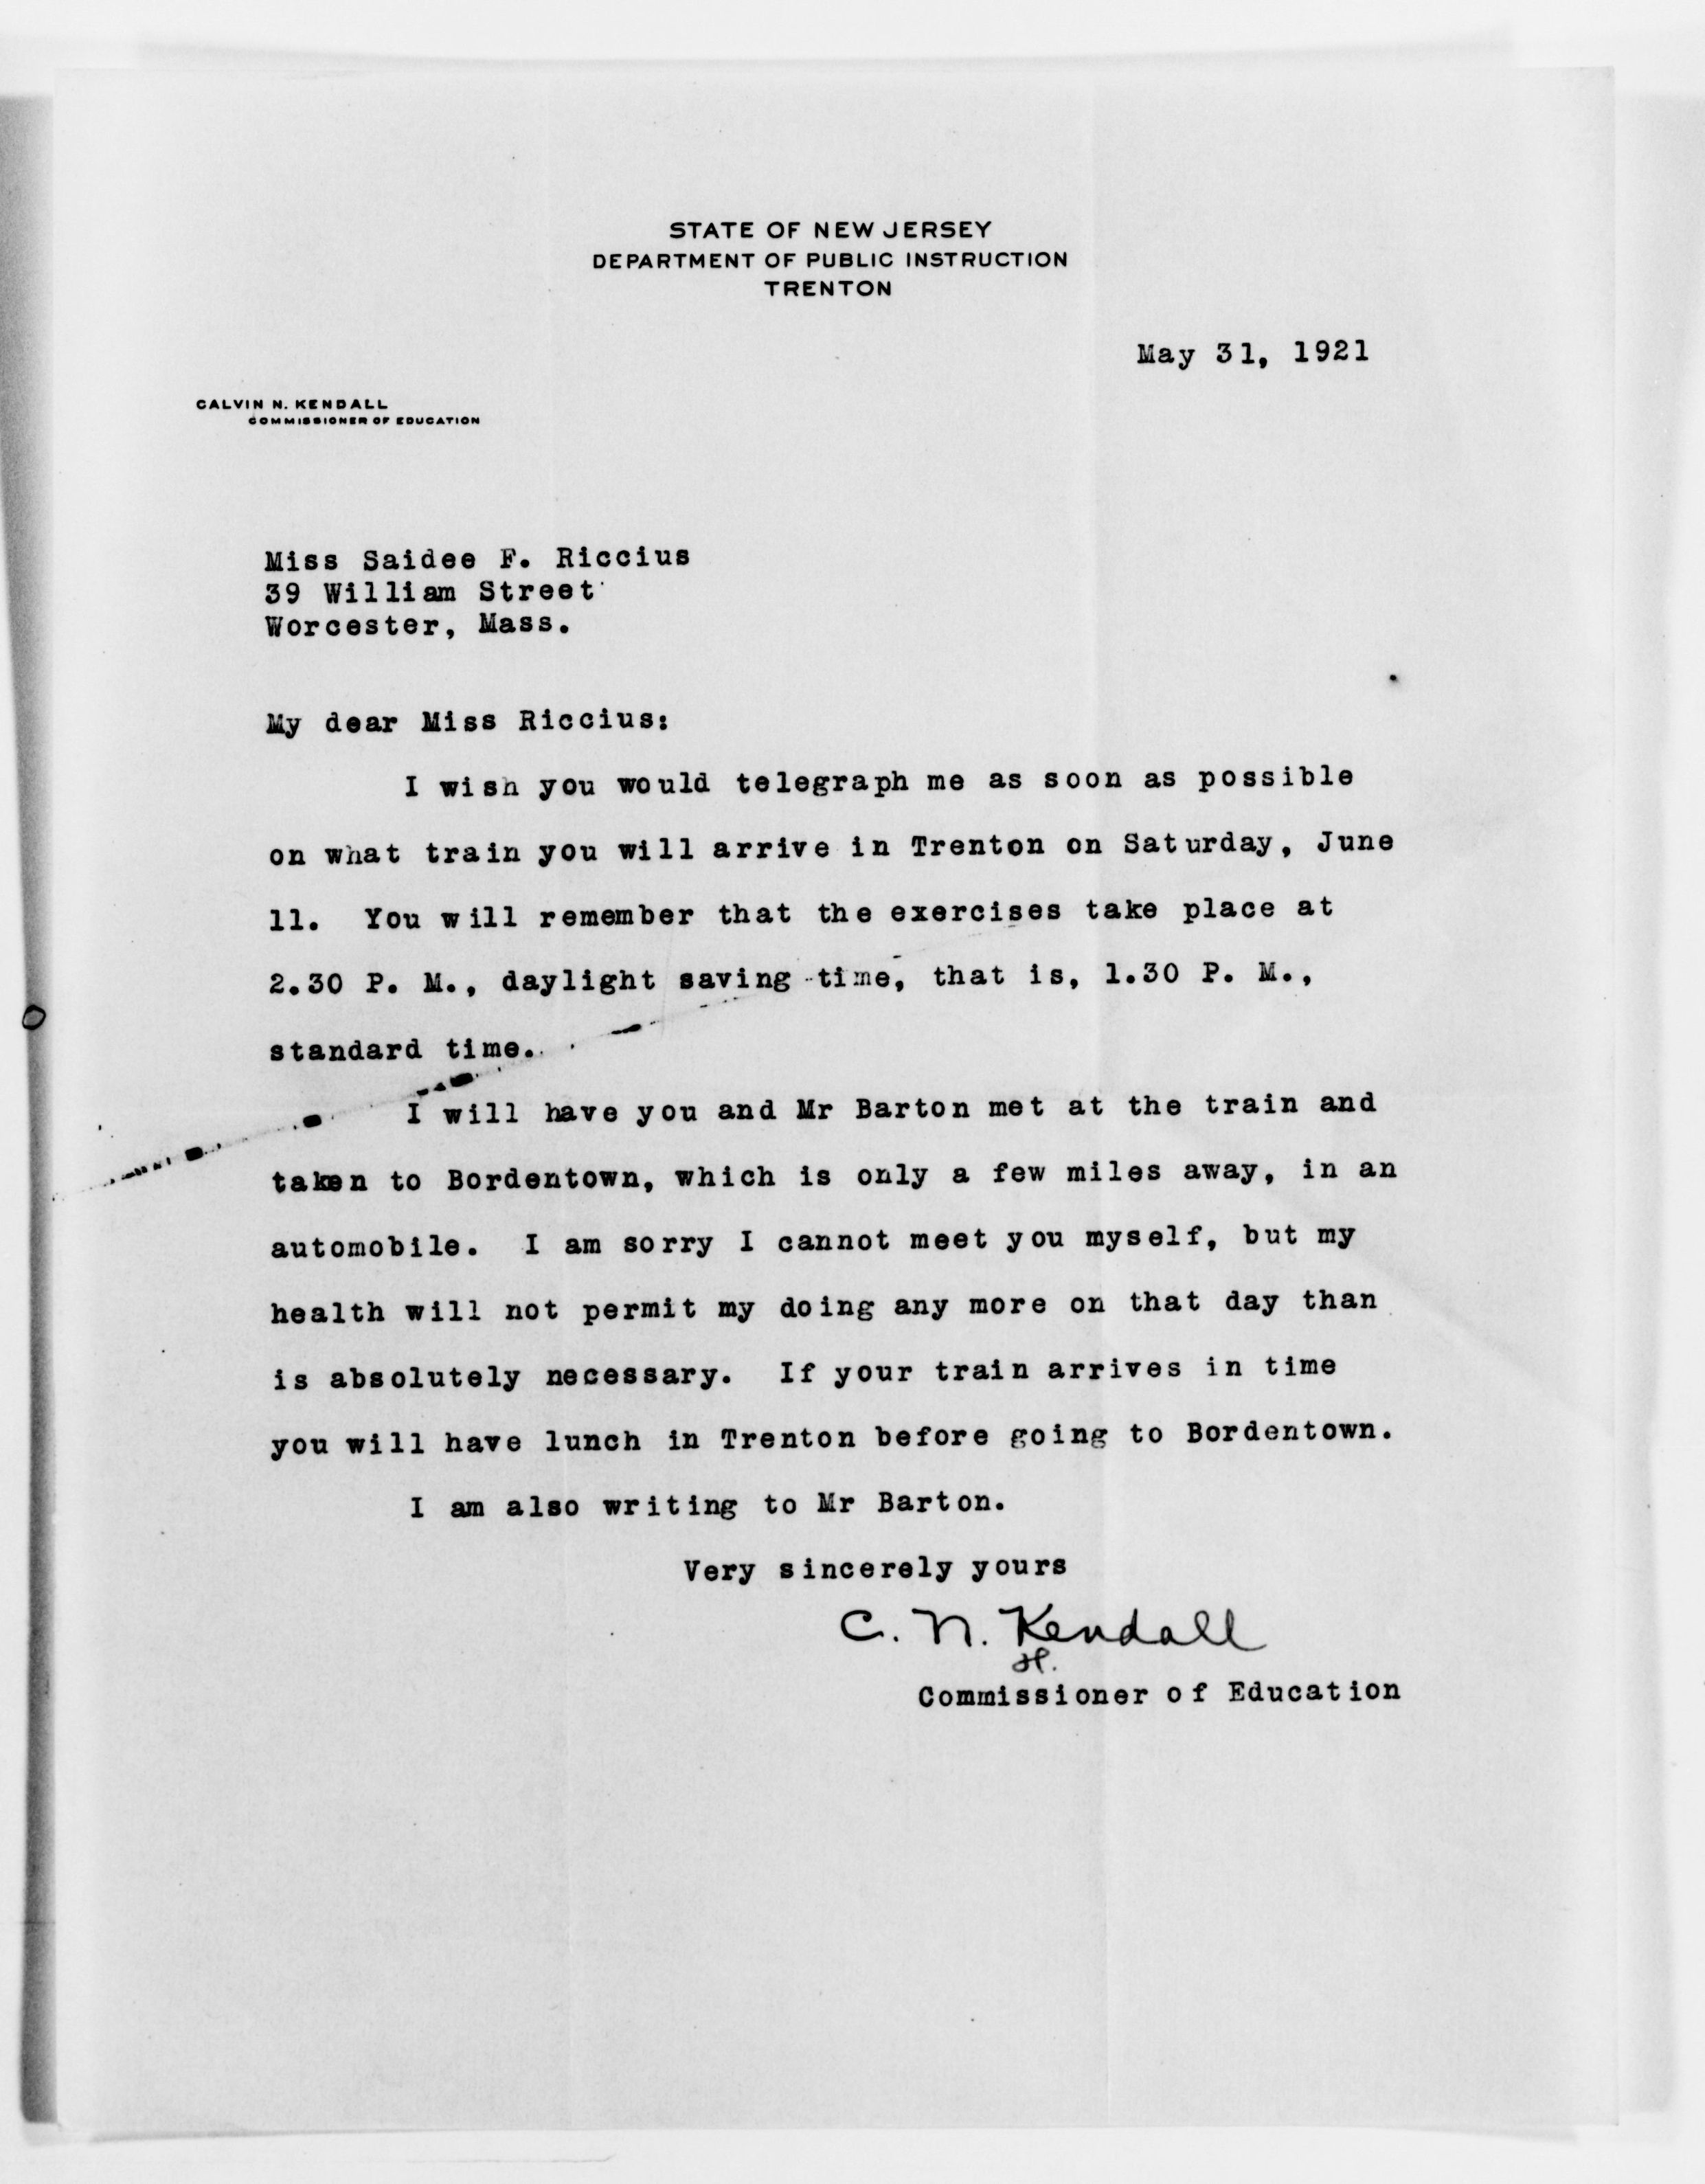 STATE OF NEW JERSEY
DEPARTMENT OF PUBLIC INSTRUCTION
TRENTON
May 31, 1921
CALVIN N. KENDALL
COMMISSIONER OF EDUCATION
Miss Saidee F. Riccius
39 William Street
Worcester, Mass.
My dear Miss Riccius:
I wish you would telegraph me as soon as possible
on what train you will arrive in Trenton on Saturday, June
11. You will remember that the exercises take place at
2.30 P. M., daylight saving time, that is, 1.30 P. M.,
standard time.
I will have you and Mr Barton met at the train and
taken to Bordentown, which is only a few miles away, in an
automobile. I am sorry I cannot meet you myself, but my
health will not permit my doing any more on that day than
is absolutely necessary. If your train arrives in time
you will have lunch in Trenton before going to Bordentown.
I am also writing to Mr Barton.
Very sincerely yours
C. N. Kendall
H.
Commissioner of Education